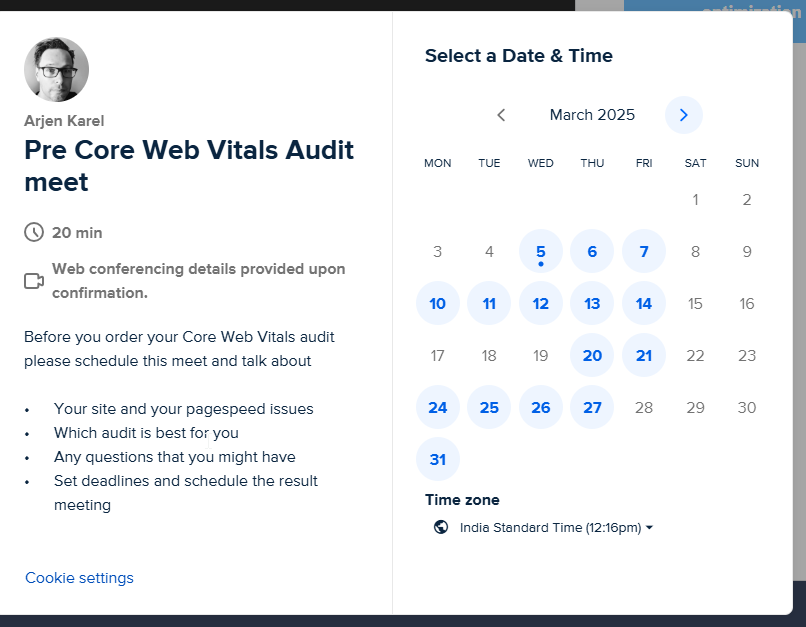 optimization
Arjen Karel
Pre Core Web Vitals Audit
meet
20 min
Web conferencing details provided upon
confirmation.
Before you order your Core Web Vitals audit
please schedule this meet and talk about
• Your site and your pagespeed issues
• Which audit is best for you
• Any questions that you might have
• Set deadlines and schedule the result
meeting
Cookie settings
Select a Date & Time
March 2025
MON TUE WED THU FRI SAT SUN
1 2
3 4 5 6 7 8 9
10 11 12 13 14 15 16
17 18 19 20 21 22 23
24 25 26 27 28 29 30
31
Time zone
India Standard Time (12:16pm)